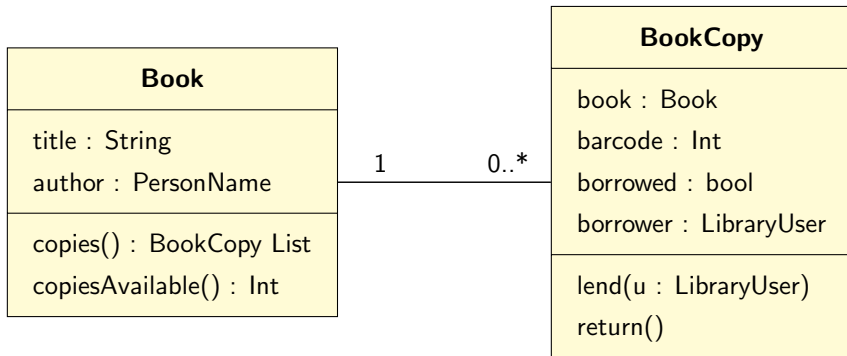 Book
title : String
author : PersonName
copies() : BookCopy List
copiesAvailable() : Int
1
0..*
BookCopy
book : Book
barcode : Int
borrowed : bool
borrower : LibraryUser
lend(u : LibraryUser)
return()